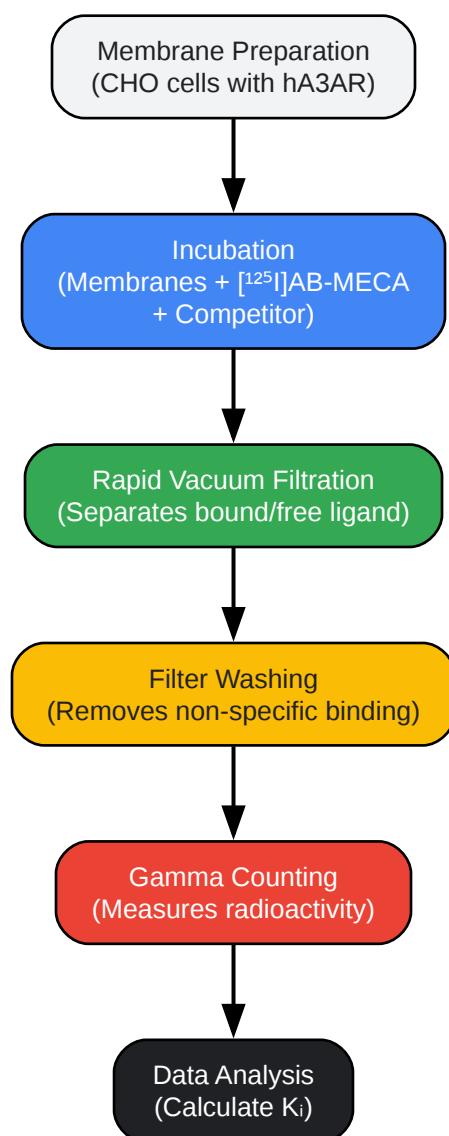 Membrane Preparation
(CHO cells with hA3AR)
Incubation
(Membranes + [¹²⁵I]AB-MECA
+ Competitor)
Rapid Vacuum Filtration
(Separates bound/free ligand)
Filter Washing
(Removes non-specific binding)
Gamma Counting
(Measures radioactivity)
Data Analysis
(Calculate Kᵢ)